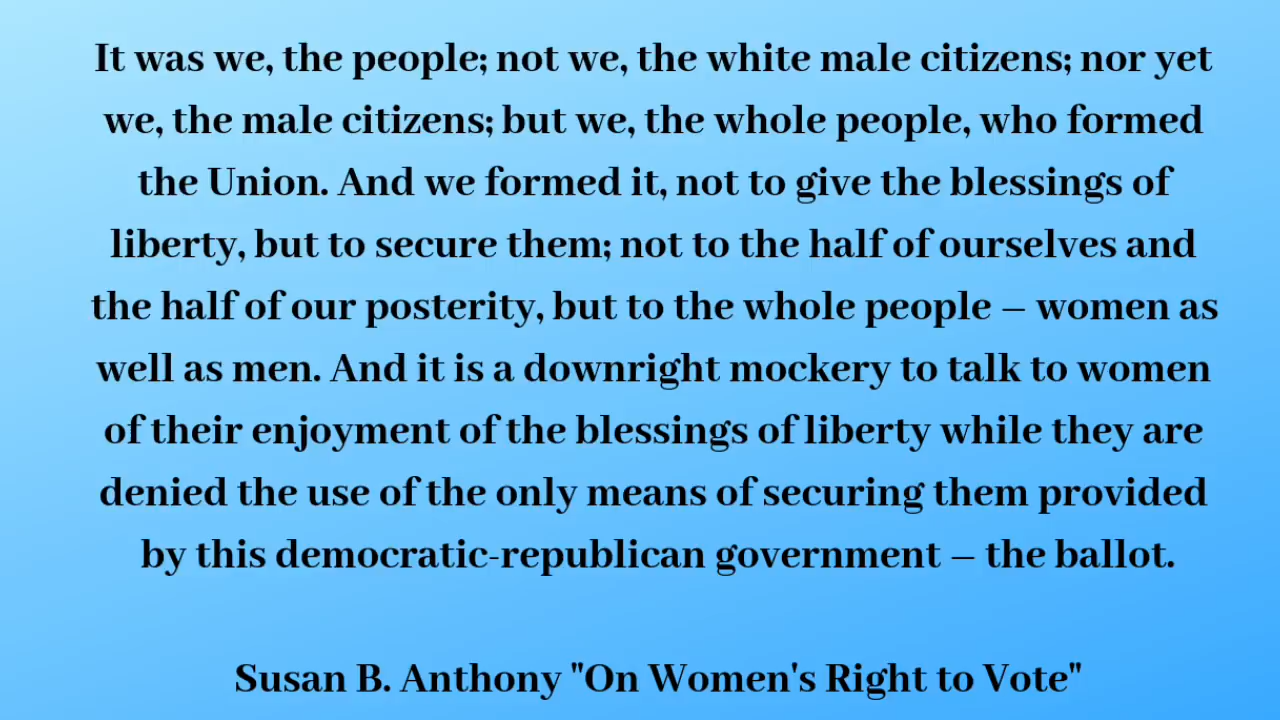 It was we, the people; not we, the white male citizens; nor yet
we, the male citizens; but we, the whole people, who formed
the Union. And we formed it, not to give the blessings of
liberty, but to secure them; not to the half of ourselves and
the half of our posterity, but to the whole people – women as
well as men. And it is a downright mockery to talk to women
of their enjoyment of the blessings of liberty while they are
denied the use of the only means of securing them provided
by this democratic-republican government – the ballot.
Susan B. Anthony "On Women's Right to Vote"